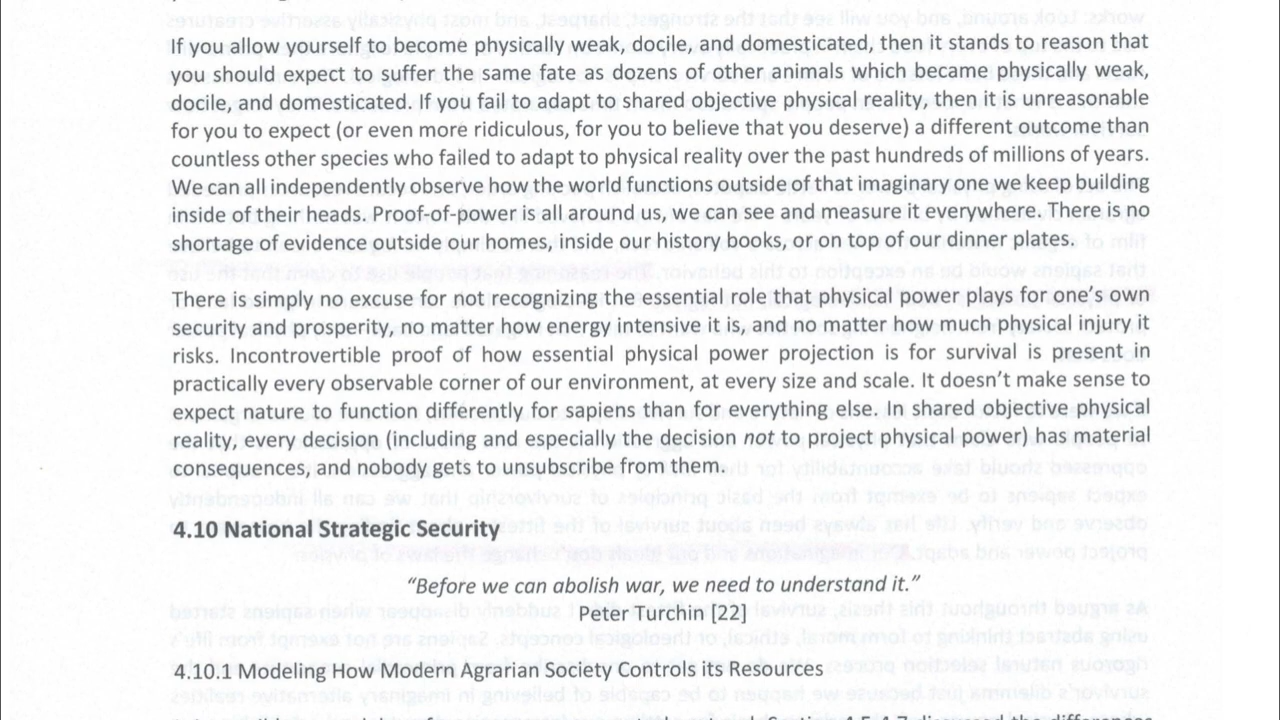 If you allow yourself to become physically weak, docile, and domesticated, then it stands to reason that
you should expect to suffer the same fate as dozens of other animals which became physically weak,
docile, and domesticated. If you fail to adapt to shared objective physical reality, then it is unreasonable
for you to expect (or even more ridiculous, for you to believe that you deserve) a different outcome than
countless other species who failed to adapt to physical reality over the past hundreds of millions of years.
We can all independently observe how the world functions outside of that imaginary one we keep building
inside of their heads. Proof-of-power is all around us, we can see and measure it everywhere. There is no
shortage of evidence outside our homes, inside our history books, or on top of our dinner plates.
There is simply no excuse for not recognizing the essential role that physical power plays for one's own
security and prosperity, no matter how energy intensive it is, and no matter how much physical injury it
risks. Incontrovertible proof of how essential physical power projection is for survival is present in
practically every observable corner of our environment, at every size and scale. It doesn't make sense to
expect nature to function differently for sapiens than for everything else. In shared objective physical
reality, every decision (including and especially the decision not to project physical power) has material
consequences, and nobody gets to unsubscribe from them.
4.10 National Strategic Security
“Before we can abolish war, we need to understand it.”
Peter Turchin [22]
4.10.1 Modeling How Modern Agrarian Society Controls its Resources